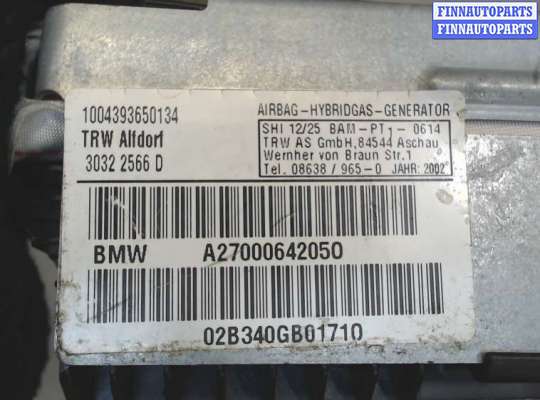 FINNAUTOPARTS
FINNAUTOPARTS
1004393650134
TRW Alfdorf
3032 2566 D
AIRBAG-HYBRIDGAS-GENERATOR
SHI 12/25 BAM-PT1-0614
TRW AS GmbH,84544 Aschau
Wernher von Braun Str.1
Tel. 08638/965-0 JAHR: 2002
BMW A27000642050
02B340GB01710